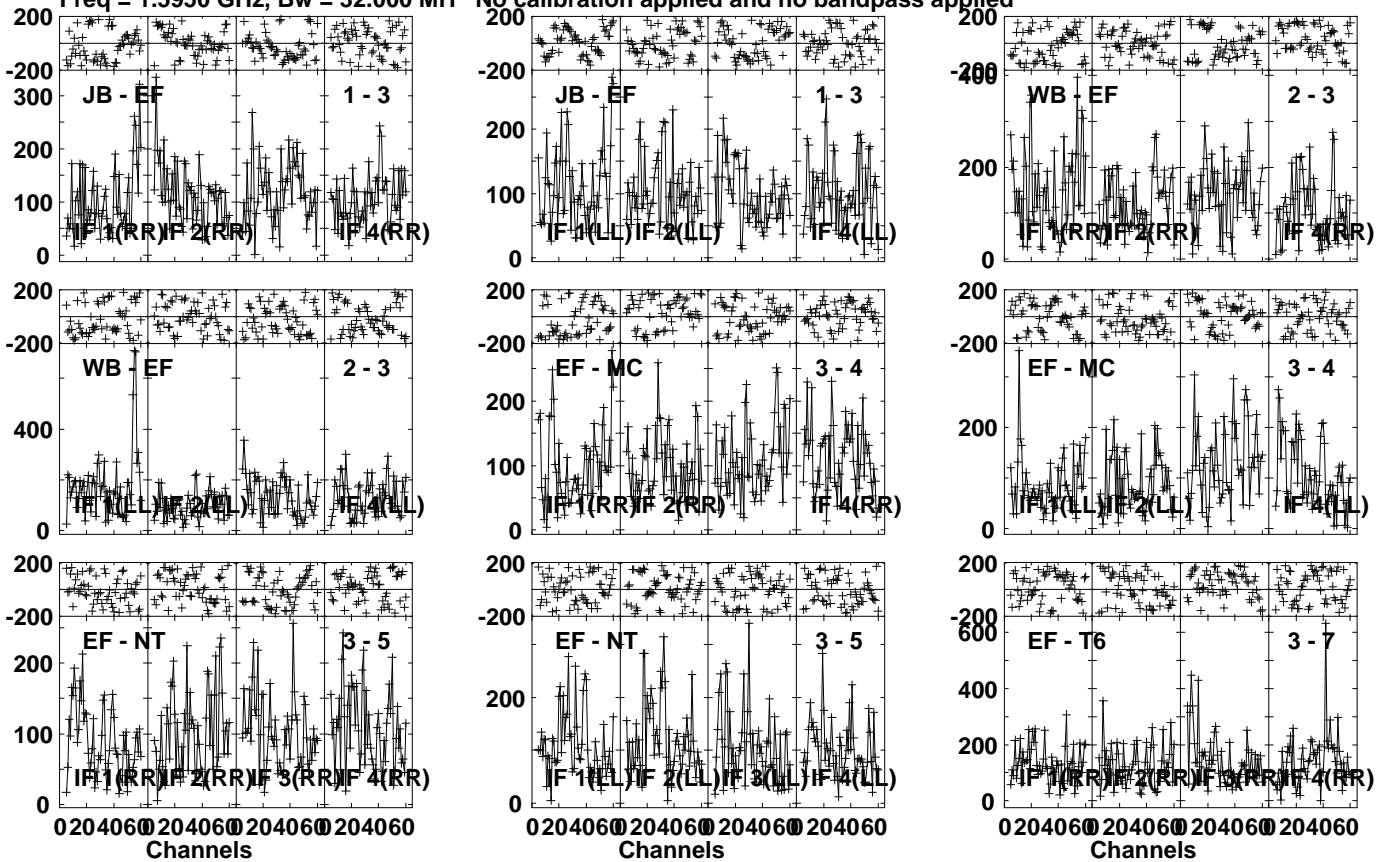 Freq = 1.5950 GHz, Bw = 32.000 MH No calibration applied and no bandpass applied
200
-200
JB - EF 1 - 3
300
200
100
0
IF 1(RR) IF 2(RR) IF 4(RR)
JB - EF 1 - 3
200
100
0
IF 1(LL) IF 2(LL) IF 4(LL)
200
-200
400
WB - EF 2 - 3
200
0
IF 1(RR) IF 2(RR) IF 4(RR)
200
-200
WB - EF 2 - 3
400
0
IF 1(LL) IF 2(LL) IF 4(LL)
200
-200
EF - MC 3 - 4
200
100
0
IF 1(RR) IF 2(RR) IF 4(RR)
200
-200
EF - MC 3 - 4
200
0
IF 1(LL) IF 2(LL) IF 4(LL)
200
-200
EF - NT 3 - 5
200
100
0
IF 1(RR) IF 2(RR) IF 3(RR) IF 4(RR)
0 20 40 60 0 20 40 60 0 20 40 60 0 20 40 60
Channels
200
-200
EF - NT 3 - 5
200
0
IF 1(LL) IF 2(LL) IF 3(LL) IF 4(LL)
0 20 40 60 0 20 40 60 0 20 40 60 0 20 40 60
Channels
200
-200
EF - T6 3 - 7
600
400
200
0
IF 1(RR) IF 2(RR) IF 3(RR) IF 4(RR)
0 20 40 60 0 20 40 60 0 20 40 60 0 20 40 60
Channels